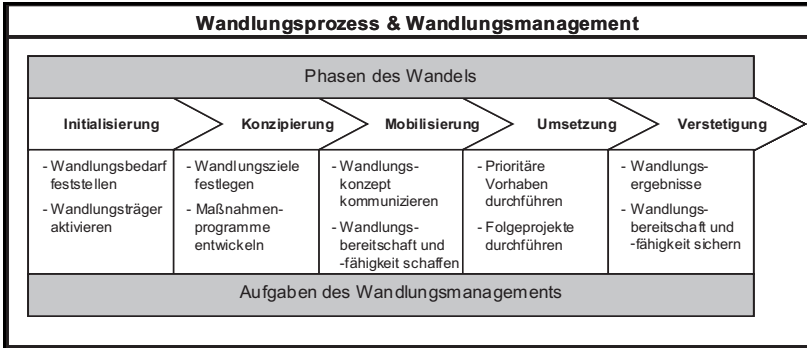 Wandlungsprozess & Wandlungsmanagement
Phasen des Wandels
Initialisierung
Konzipierung
Mobilisierung
Umsetzung
Verstetigung
- Wandlungsbedarf
feststellen
- Wandlungsträger
aktivieren
- Wandlungsziele
festlegen
- Maßnahmen-
programme
entwickeln
- Wandlungs-
konzept
kommunizieren
- Wandlungs-
bereitschaft und
-fähigkeit schaffen
- Prioritäre
Vorhaben
durchführen
- Folgeprojekte
durchführen
- Wandlungs-
ergebnisse
- Wandlungs-
bereitschaft und
-fähigkeit sichern
Aufgaben des Wandlungsmanagements